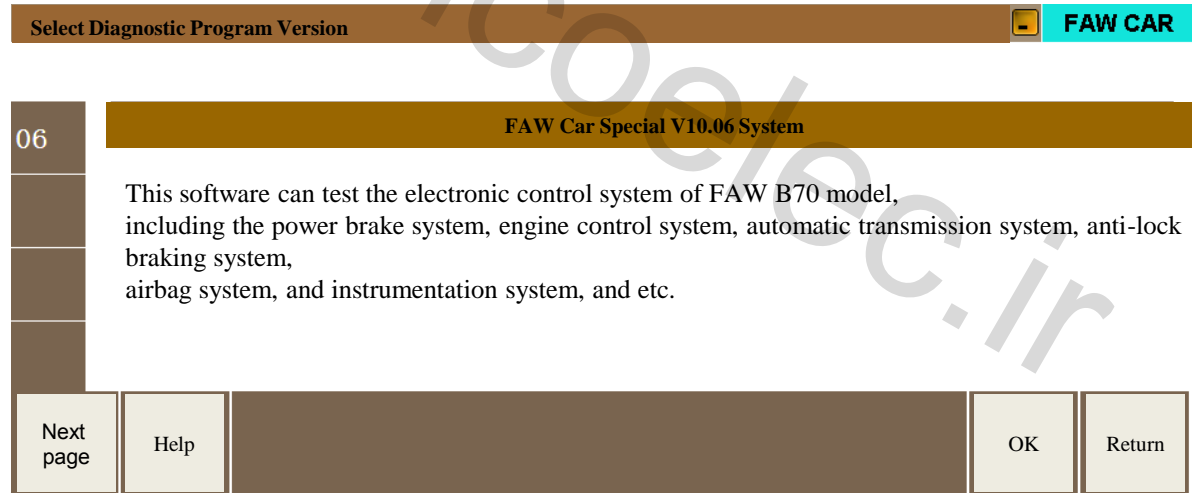 Select Diagnostic Program Version
FAW CAR
06
FAW Car Special V10.06 System
This software can test the electronic control system of FAW B70 model,
including the power brake system, engine control system, automatic transmission system, anti-lock
braking system,
airbag system, and instrumentation system, and etc.
Next
page
Help
OK
Return
coelec.ir